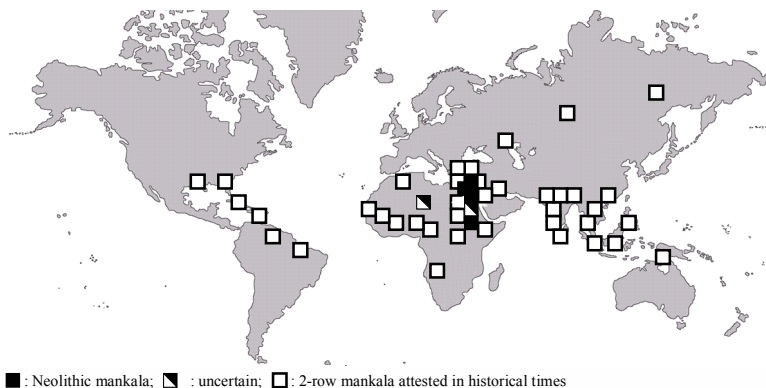 : Neolithic mankala; : uncertain; : 2-row mankala attested in historical times